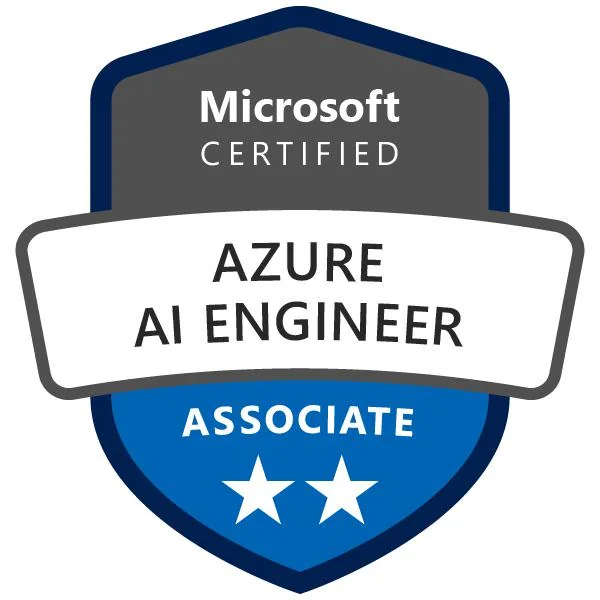 Microsoft
CERTIFIED
AZURE
AI ENGINEER
ASSOCIATE